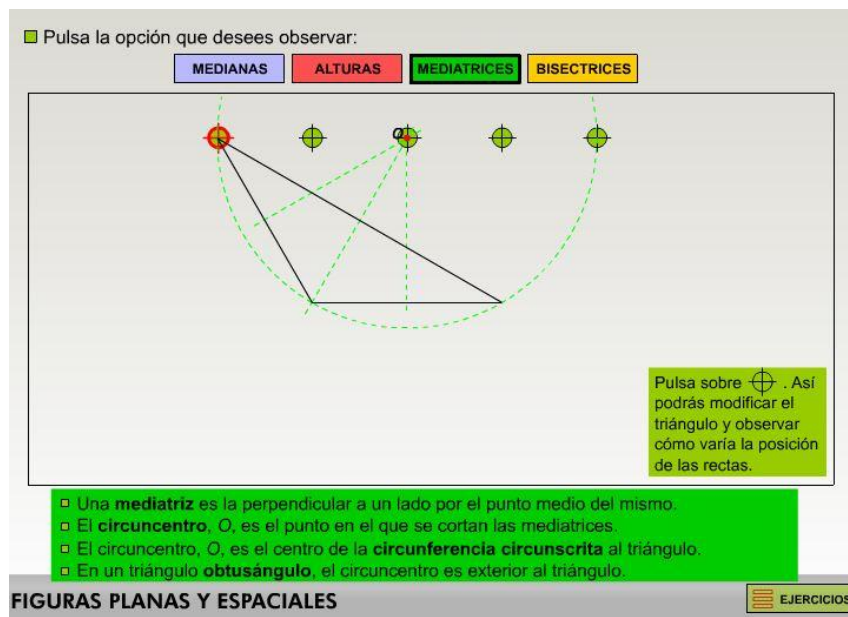 Pulsa la opción que desees observar:
MEDIANAS
ALTURAS
MEDIATRICES
BISECTRICES
O
Pulsa sobre . Así
podrás modificar el
triángulo y observar
cómo varía la posición
de las rectas.
Una mediatriz es la perpendicular a un lado por el punto medio del mismo.
El circuncentro, O, es el punto en el que se cortan las mediatrices.
El circuncentro, O, es el centro de la circunferencia circunscrita al triángulo.
En un triángulo obtusángulo, el circuncentro es exterior al triángulo.
FIGURAS PLANAS Y ESPACIALES
EJERCICIOS